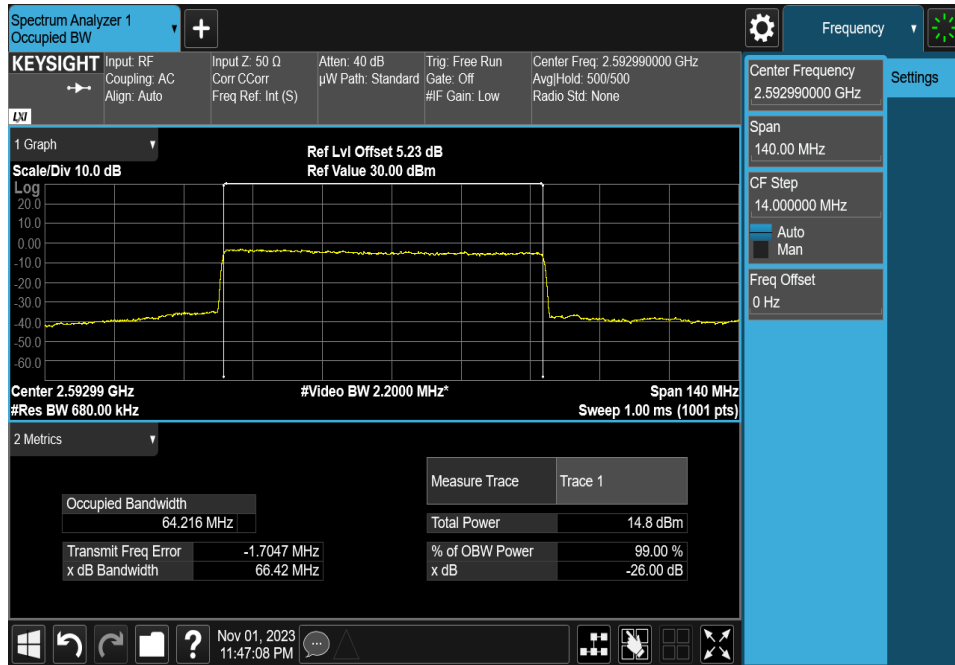 Spectrum Analyzer 1
Occupied BW
+
Frequency
KEYSIGHT
LXI
Input: RF
Coupling: AC
Align: Auto
Input Z: 50 Ω
Corr CCorr
Freq Ref: Int (S)
Atten: 40 dB
µW Path: Standard
Trig: Free Run
Gate: Off
#IF Gain: Low
Center Freq: 2.592990000 GHz
Avg|Hold: 500/500
Radio Std: None
Center Frequency
2.592990000 GHz
Settings
Span
140.00 MHz
CF Step
14.000000 MHz
Auto
Man
Freq Offset
0 Hz
1 Graph
Scale/Div 10.0 dB
Ref Lvl Offset 5.23 dB
Ref Value 30.00 dBm
Log
20.0
10.0
0.00
-10.0
-20.0
-30.0
-40.0
-50.0
-60.0
Center 2.59299 GHz
#Video BW 2.2000 MHz*
Span 140 MHz
#Res BW 680.00 kHz
Sweep 1.00 ms (1001 pts)
2 Metrics
Measure Trace
Trace 1
Occupied Bandwidth
64.216 MHz
Total Power
14.8 dBm
Transmit Freq Error
-1.7047 MHz
% of OBW Power
99.00 %
x dB Bandwidth
66.42 MHz
x dB
-26.00 dB
?
Nov 01, 2023
11:47:08 PM